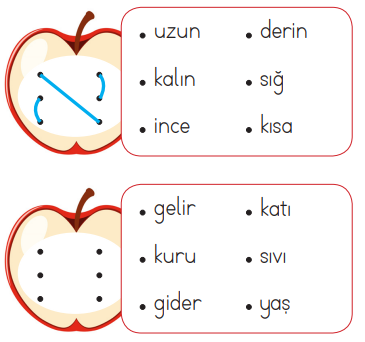 uzun derin
kalın sığ
ince kısa
gelir katı
kuru sıvı
gider yaş